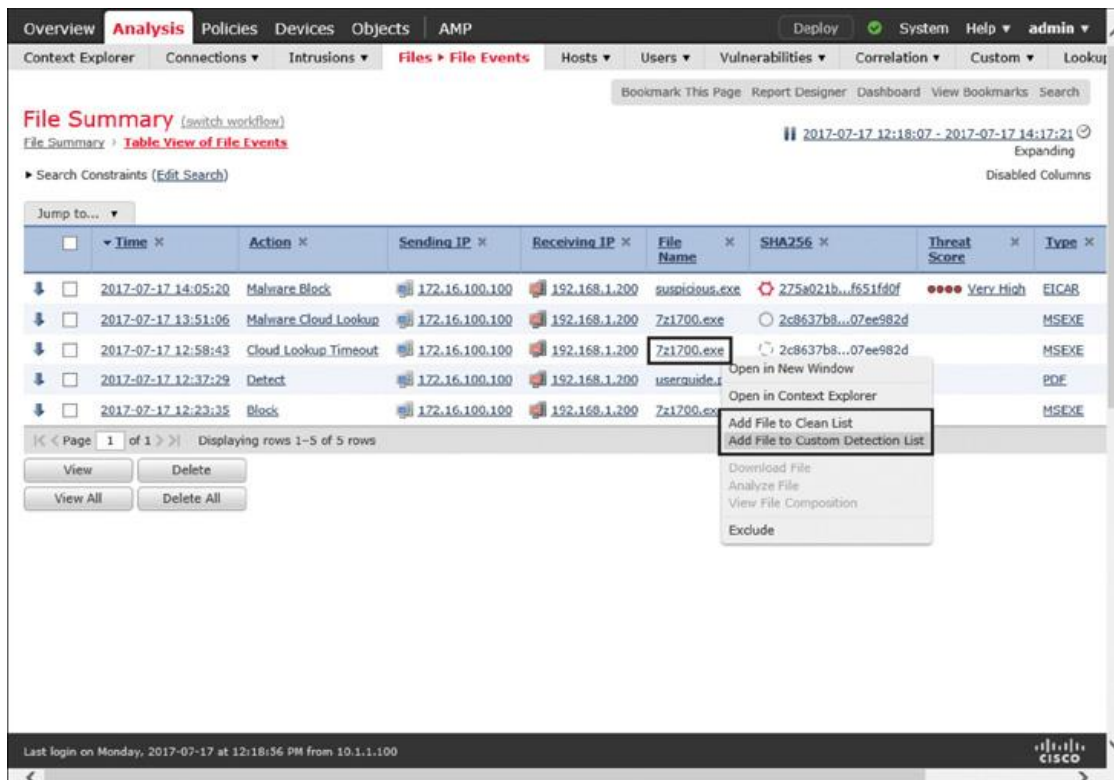 Overview Analysis Policies Devices Objects AMP Deploy System Help ▾ admin ▾
Context Explorer Connections ▾ Intrusions ▾ Files ▸ File Events Hosts ▾ Users ▾ Vulnerabilities ▾ Correlation ▾ Custom ▾ Lookup
Bookmark This Page Report Designer Dashboard View Bookmarks Search
File Summary (switch workflow)
File Summary > Table View of File Events
2017-07-17 12:18:07 - 2017-07-17 14:17:21
Expanding
▸ Search Constraints (Edit Search)
Disabled Columns
Jump to... ▾
▾ Time × Action × Sending IP × Receiving IP × File Name × SHA256 × Threat Score × Type ×
2017-07-17 14:05:20 Malware Block 172.16.100.100 192.168.1.200 suspicious.exe 275a021b...f651fd0f Very High EICAR
2017-07-17 13:51:06 Malware Cloud Lookup 172.16.100.100 192.168.1.200 7z1700.exe 2c8637b8...07ee982d MSEXE
2017-07-17 12:58:43 Cloud Lookup Timeout 172.16.100.100 192.168.1.200 7z1700.exe 2c8637b8...07ee982d MSEXE
2017-07-17 12:37:29 Detect 172.16.100.100 192.168.1.200 userguide.p PDF
2017-07-17 12:23:35 Block 172.16.100.100 192.168.1.200 7z1700.exe MSEXE
Open in New Window
Open in Context Explorer
Add File to Clean List
Add File to Custom Detection List
Download File
Analyze File
View File Composition
Exclude
|< < Page 1 of 1 > >| Displaying rows 1–5 of 5 rows
View Delete
View All Delete All
Last login on Monday, 2017-07-17 at 12:18:56 PM from 10.1.1.100
CISCO